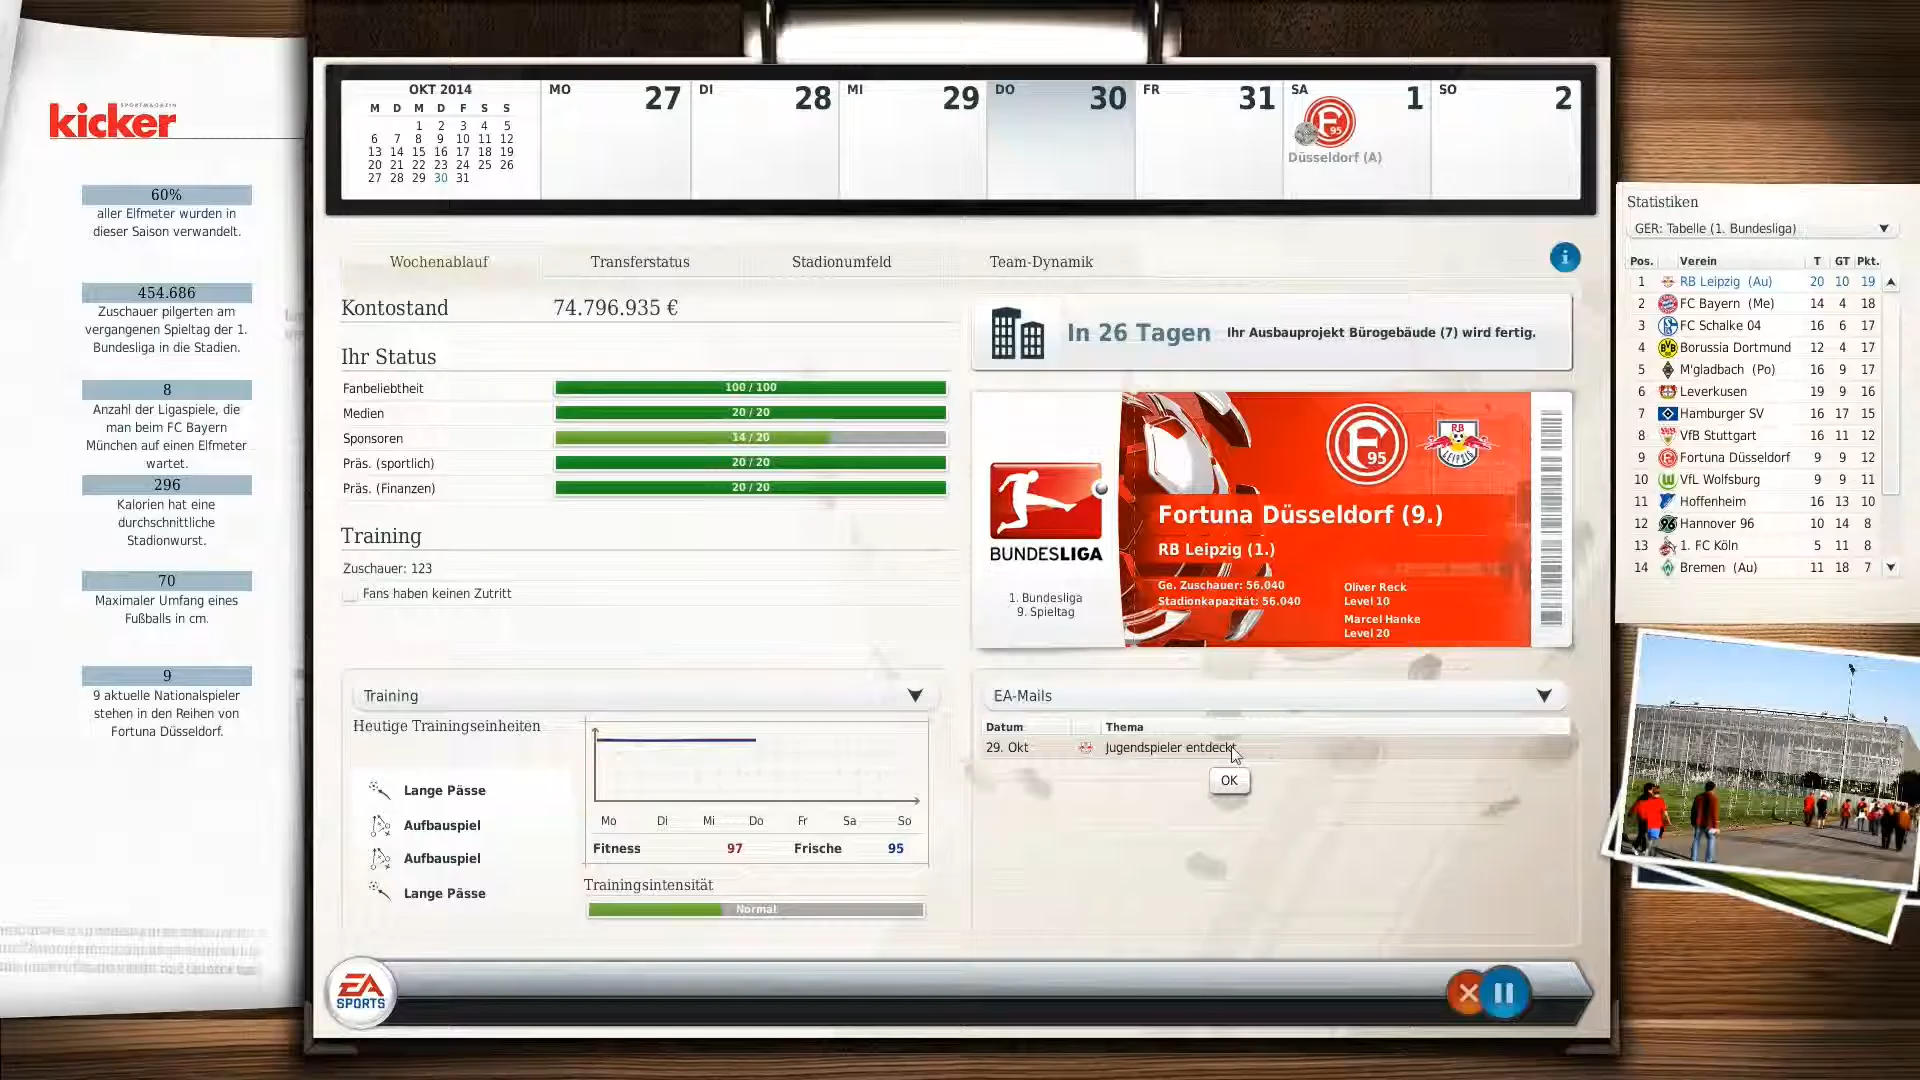 SPORTMAGAZIN
kicker
60%
aller Elfmeter wurden in
dieser Saison verwandelt.
454.686
Zuschauer pilgerten am
vergangenen Spieltag der 1.
Bundesliga in die Stadien.
8
Anzahl der Ligaspiele, die
man beim FC Bayern
München auf einen Elfmeter
wartet.
296
Kalorien hat eine
durchschnittliche
Stadionwurst.
70
Maximaler Umfang eines
Fußballs in cm.
9
9 aktuelle Nationalspieler
stehen in den Reihen von
Fortuna Düsseldorf.
OKT 2014
M D M D F S S
1 2 3 4 5
6 7 8 9 10 11 12
13 14 15 16 17 18 19
20 21 22 23 24 25 26
27 28 29 30 31
MO 27
DI 28
MI 29
DO 30
FR 31
SA 1
F 95
Düsseldorf (A)
SO 2
Wochenablauf Transferstatus Stadionumfeld Team-Dynamik
i
Kontostand 74.796.935 €
Ihr Status
Fanbeliebtheit 100 / 100
Medien 20 / 20
Sponsoren 14 / 20
Präs. (sportlich) 20 / 20
Präs. (Finanzen) 20 / 20
Training
Zuschauer: 123
Fans haben keinen Zutritt
In 26 Tagen Ihr Ausbauprojekt Bürogebäude (7) wird fertig.
BUNDESLIGA
1. Bundesliga
9. Spieltag
F 95
RB
LEIPZIG
Fortuna Düsseldorf (9.)
RB Leipzig (1.)
Ge. Zuschauer: 56.040
Stadionkapazität: 56.040
Oliver Reck
Level 10
Marcel Hanke
Level 20
Training
Heutige Trainingseinheiten
Lange Pässe
Aufbauspiel
Aufbauspiel
Lange Pässe
Mo Di Mi Do Fr Sa So
Fitness 97 Frische 95
Trainingsintensität
Normal
EA-Mails
Datum Thema
29. Okt Jugendspieler entdeckt
OK
EA
SPORTS
Statistiken
GER: Tabelle (1. Bundesliga)
Pos. Verein T GT Pkt.
1 RB Leipzig (Au) 20 10 19
2 FC Bayern (Me) 14 4 18
3 FC Schalke 04 16 6 17
4 Borussia Dortmund 12 4 17
5 M'gladbach (Po) 16 9 17
6 Leverkusen 19 9 16
7 Hamburger SV 16 17 15
8 VfB Stuttgart 16 11 12
9 Fortuna Düsseldorf 9 9 12
10 VfL Wolfsburg 9 9 11
11 Hoffenheim 16 13 10
12 Hannover 96 10 14 8
13 1. FC Köln 5 11 8
14 Bremen (Au) 11 18 7